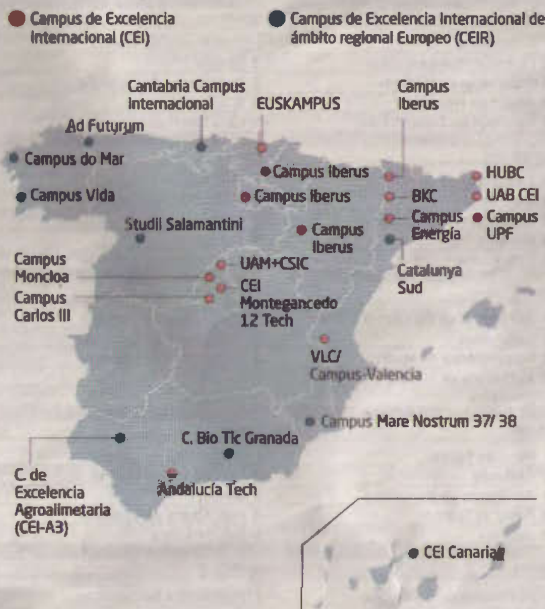 Campus de Excelencia
Internacional (CEI)
Campus de Excelencia Internacional de
ámbito regional Europeo (CEIR)
Cantabria Campus
Internacional
EUSKAMPUS
Campus
Iberus
Ad Futurum
Campus do Mar
Campus Iberus
HUBC
Campus Vida
Campus Iberus
BKC
UAB CEI
Studii Salamantini
Campus
Iberus
Campus
Energía
Campus
UPF
Campus
Moncloa
UAM+CSIC
Catalunya
Sud
Campus
Carlos III
CEI
Montegancedo
I2 Tech
VLC/
Campus-Valencia
Campus Mare Nostrum 37/38
C. Bio Tic Granada
C. de
Excelencia
Agroalimetaria
(CEI-A3)
Andalucía Tech
CEI Canarias